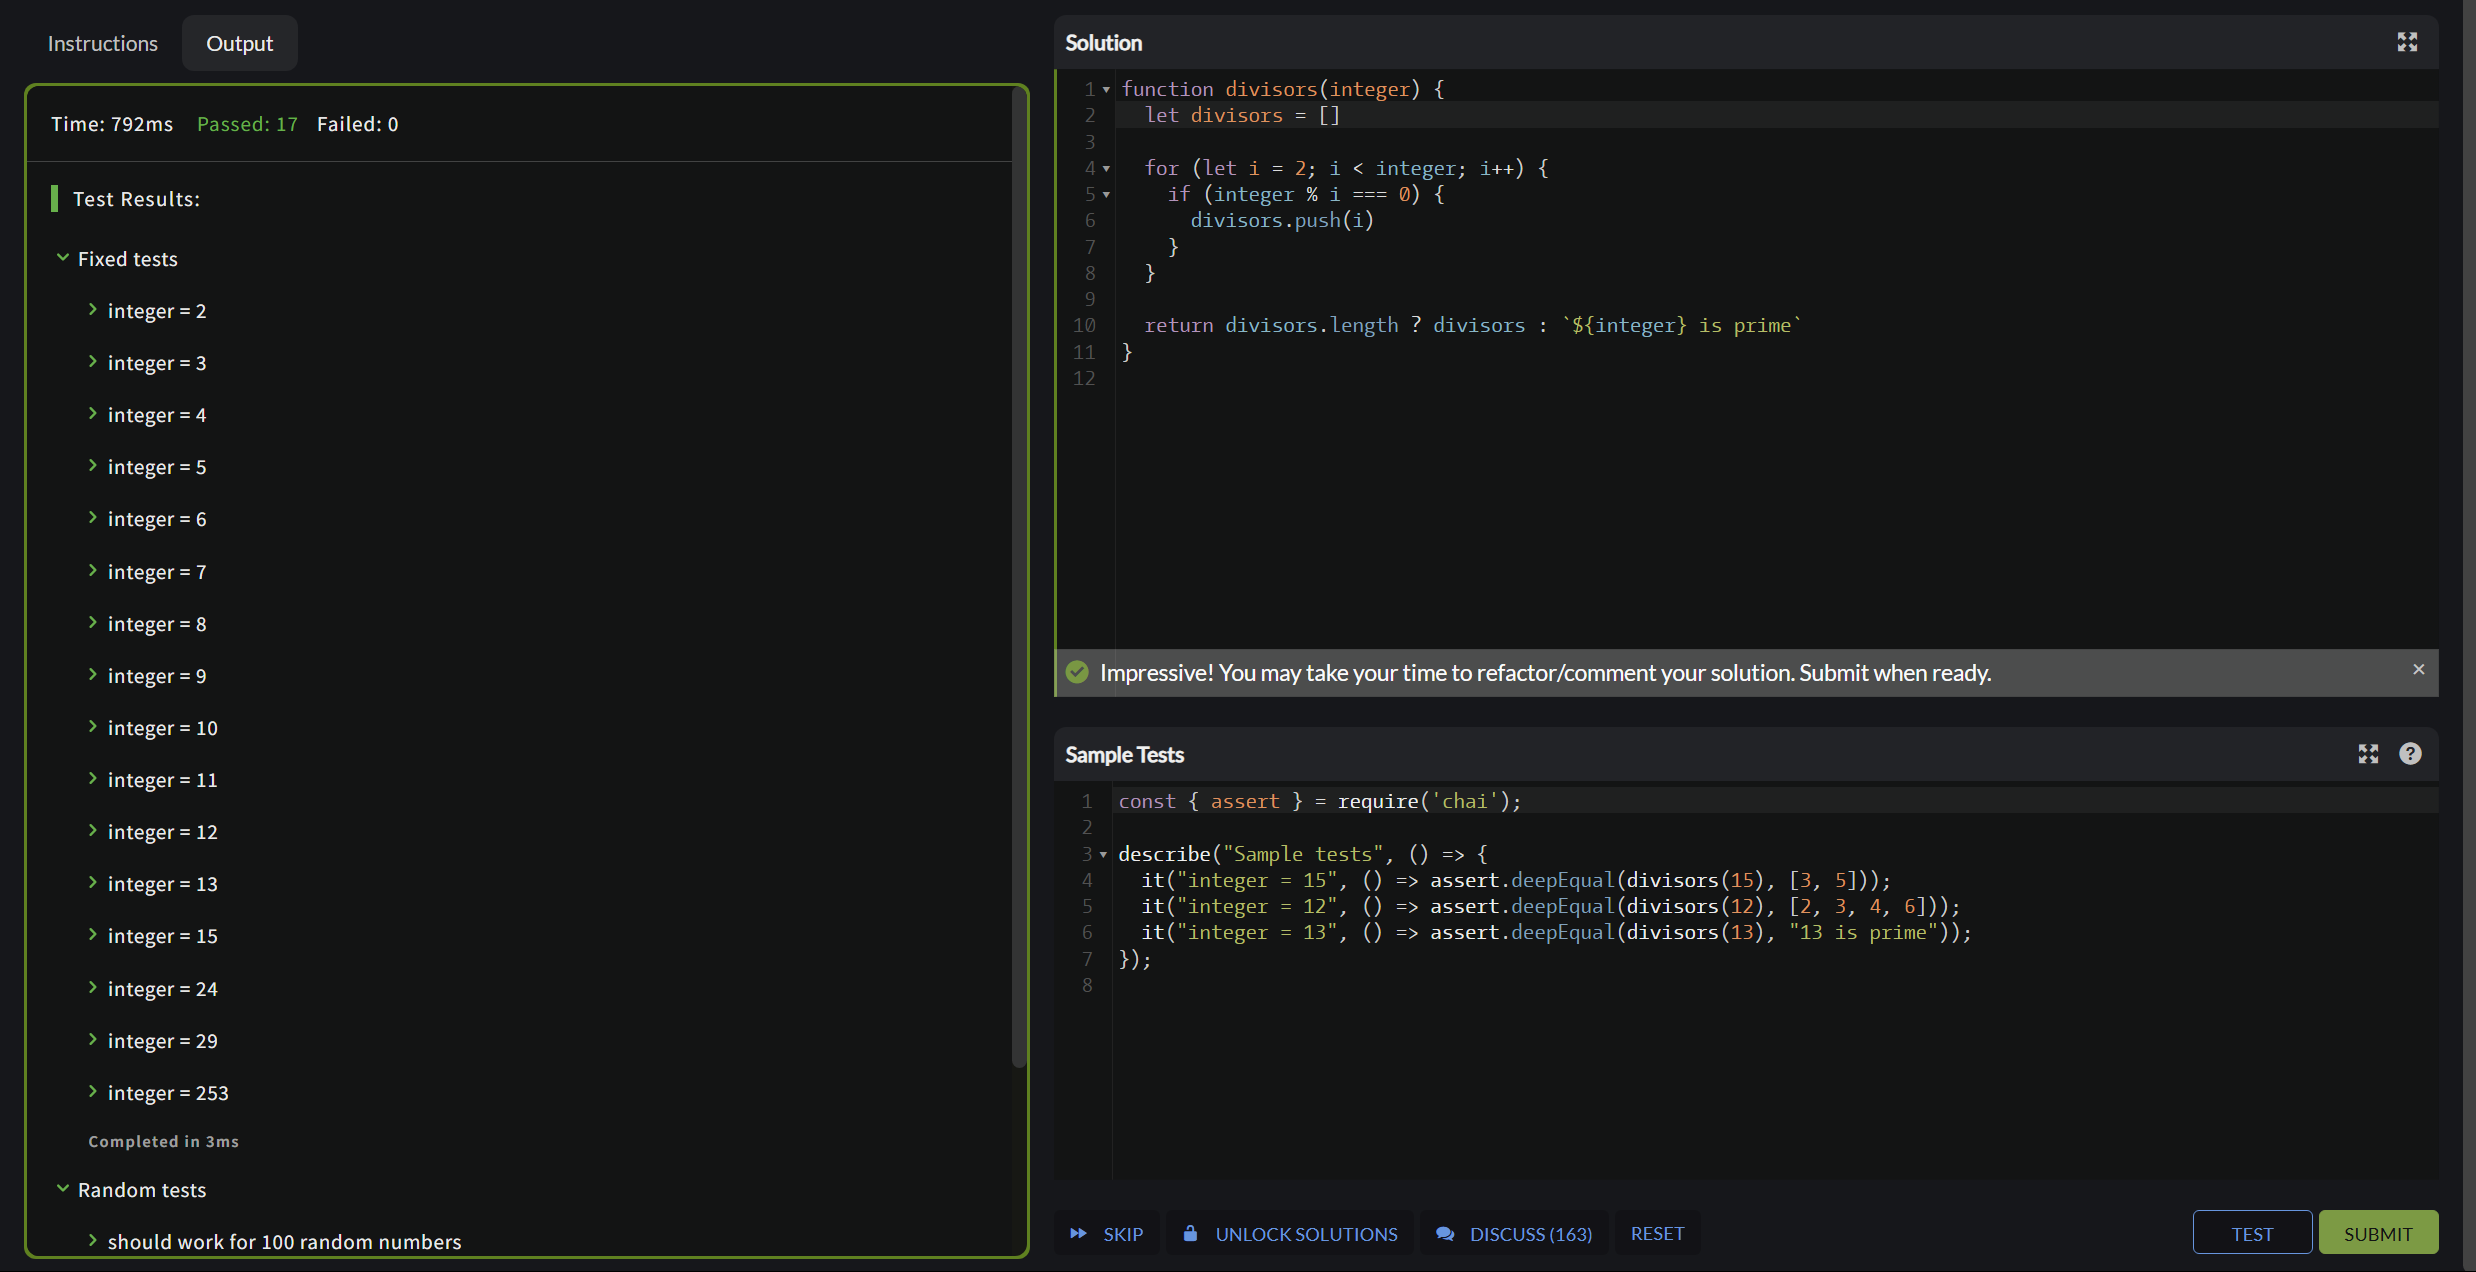 Instructions
Output
Time: 792ms Passed: 17 Failed: 0
Test Results:
Fixed tests
integer = 2
integer = 3
integer = 4
integer = 5
integer = 6
integer = 7
integer = 8
integer = 9
integer = 10
integer = 11
integer = 12
integer = 13
integer = 15
integer = 24
integer = 29
integer = 253
Completed in 3ms
Random tests
should work for 100 random numbers
Solution
1 function divisors(integer) {
2   let divisors = []
3
4   for (let i = 2; i < integer; i++) {
5     if (integer % i === 0) {
6       divisors.push(i)
7     }
8   }
9
10   return divisors.length ? divisors : `${integer} is prime`
11 }
12
Impressive! You may take your time to refactor/comment your solution. Submit when ready.
Sample Tests
1 const { assert } = require('chai');
2
3 describe("Sample tests", () => {
4   it("integer = 15", () => assert.deepEqual(divisors(15), [3, 5]));
5   it("integer = 12", () => assert.deepEqual(divisors(12), [2, 3, 4, 6]));
6   it("integer = 13", () => assert.deepEqual(divisors(13), "13 is prime"));
7 });
8
SKIP
UNLOCK SOLUTIONS
DISCUSS (163)
RESET
TEST
SUBMIT